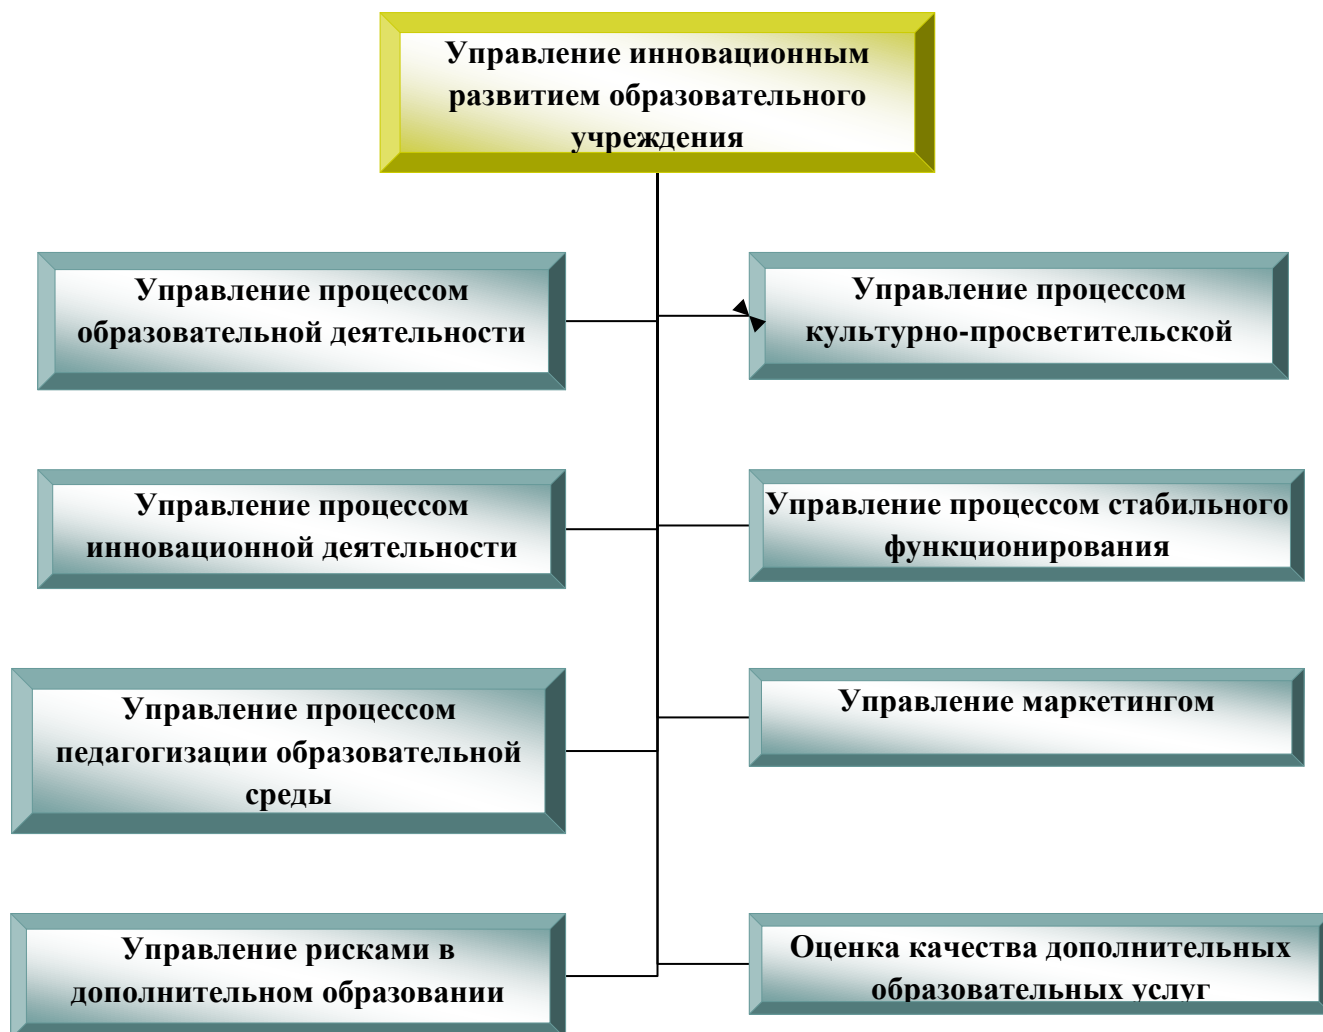 Управление инновационным
развитием образовательного
учреждения
Управление процессом
образовательной деятельности
Управление процессом
культурно-просветительской
Управление процессом
инновационной деятельности
Управление процессом стабильного
функционирования
Управление процессом
педагогизации образовательной
среды
Управление маркетингом
Управление рисками в
дополнительном образовании
Оценка качества дополнительных
образовательных услуг